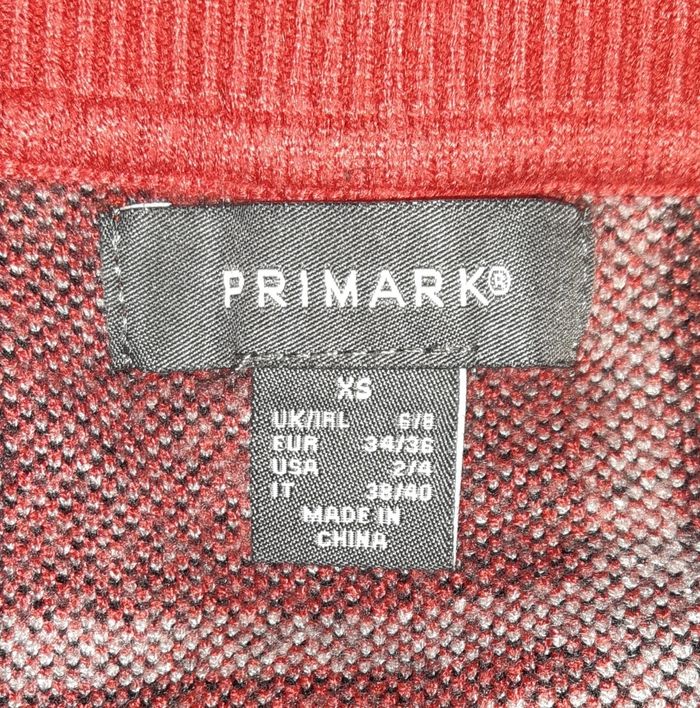 PRIMARK®
XS
UK/IRL 6/8
EUR 34/36
USA 2/4
IT 38/40
MADE IN
CHINA